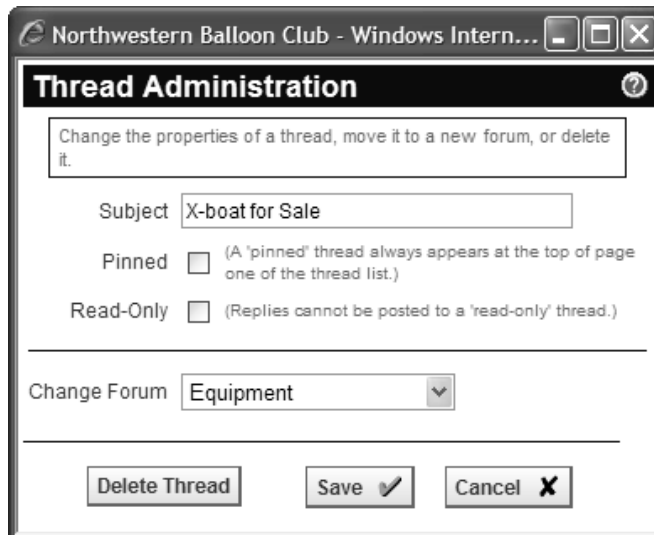 Northwestern Balloon Club - Windows Intern...
Thread Administration
?
Change the properties of a thread, move it to a new forum, or delete
it.
Subject X-boat for Sale
Pinned (A 'pinned' thread always appears at the top of page
one of the thread list.)
Read-Only (Replies cannot be posted to a 'read-only' thread.)
Change Forum Equipment
Delete Thread Save Cancel